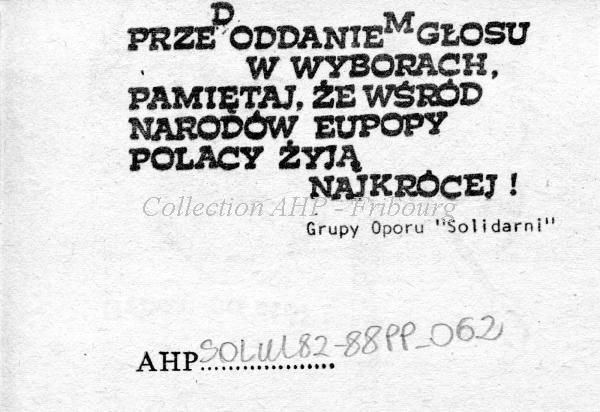 PRZED ODDANIEM GŁOSU
W WYBORACH,
PAMIĘTAJ, ŻE WŚRÓD
NARODÓW EUPOPY
POLACY ŻYJĄ
NAJKRÓCEJ !
Collection AHP - Fribourg
Grupy Oporu "Solidarni"
AHP SOLUL82-88PP_062